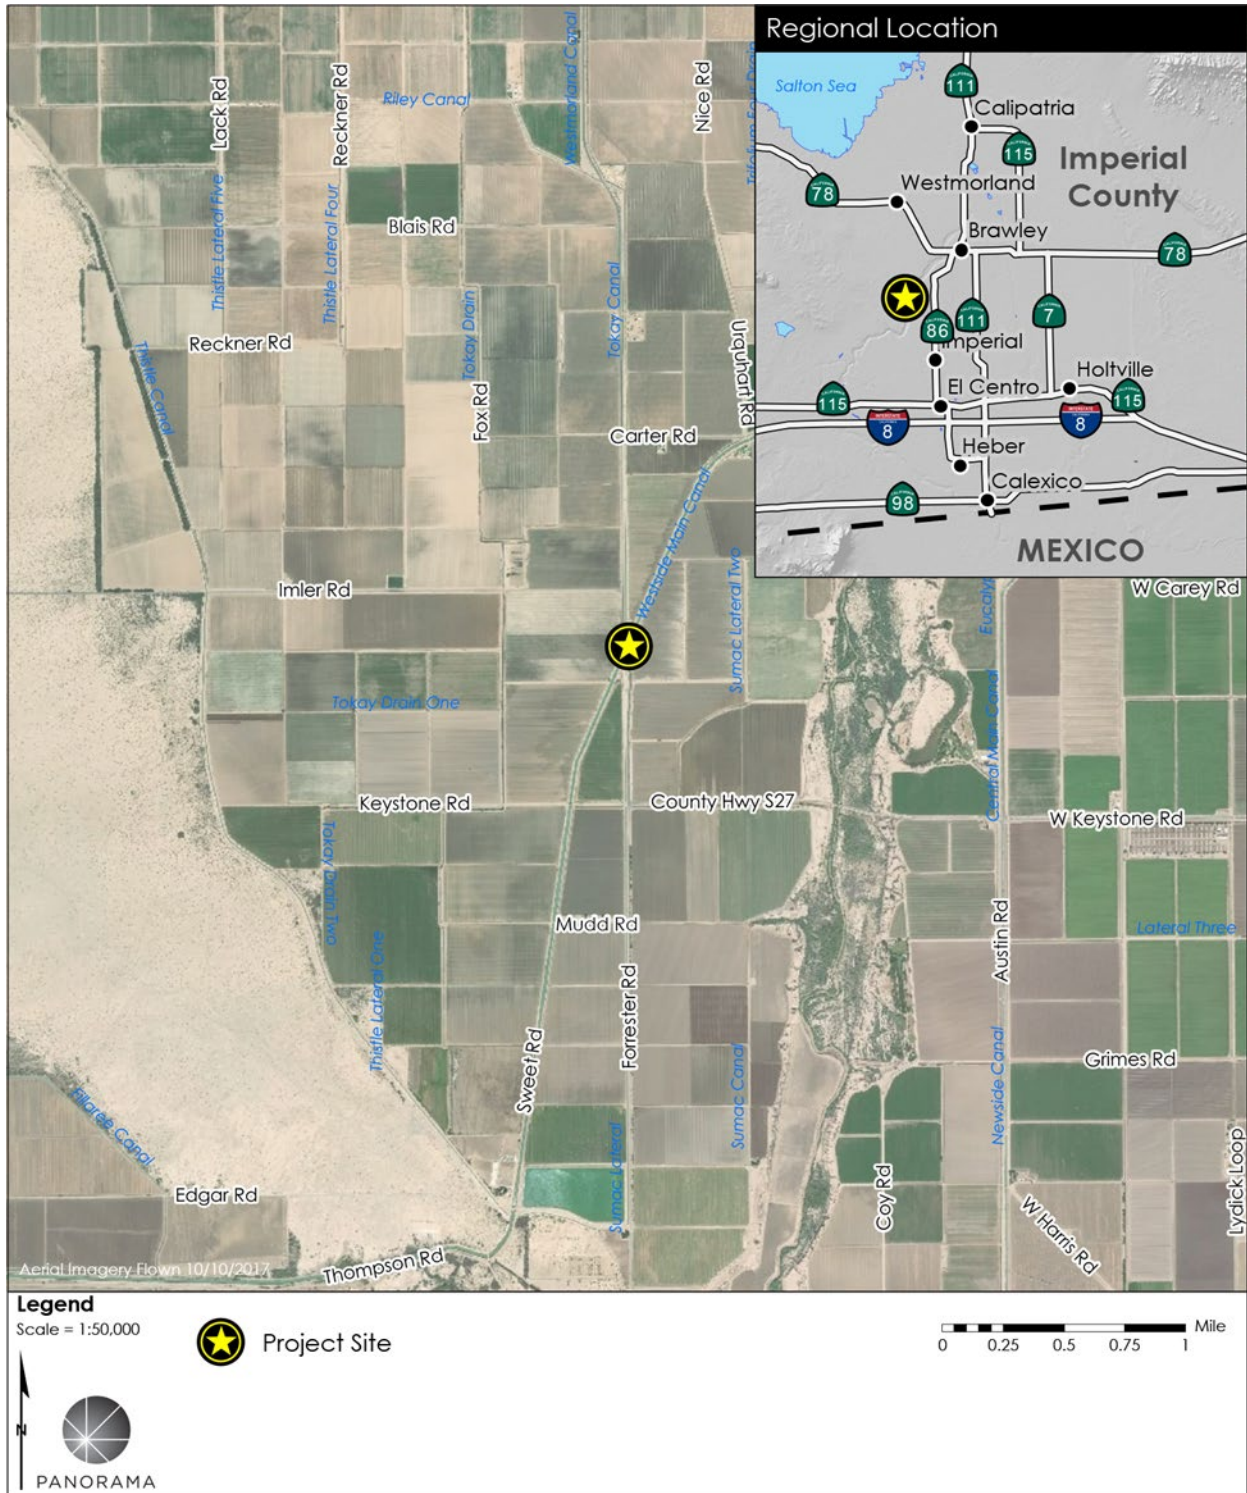 Regional Location
Salton Sea
111
Calipatria
115
Imperial
County
78
Westmorland
Brawley
78
86
111
7
Imperial
El Centro
Holtville
115
115
8
8
Heber
Calexico
98
MEXICO
Lack Rd
Reckner Rd
Riley Canal
Westmorland Canal
Nice Rd
Trifolium Four Drain
Thistle Lateral Five
Thistle Lateral Four
Blais Rd
Tokay Drain
Tokay Canal
Reckner Rd
Thistle Canal
Urquhart Rd
Fox Rd
Carter Rd
Westside Main Canal
Imler Rd
Sumac Lateral Two
W Carey Rd
Tokay Drain One
Central Main Canal
Keystone Rd
County Hwy S27
W Keystone Rd
Tokay Drain Two
Mudd Rd
Austin Rd
Lateral Three
Thistle Lateral One
Forrester Rd
Sweet Rd
Sumac Canal
Newside Canal
Grimes Rd
Fillaree Canal
Sumac Lateral
Edgar Rd
Coy Rd
W Harris Rd
Lydick Loop
Thompson Rd
Aerial Imagery Flown 10/10/2017
Legend
Scale = 1:50,000
Project Site
Mile
0 0.25 0.5 0.75 1
N
PANORAMA